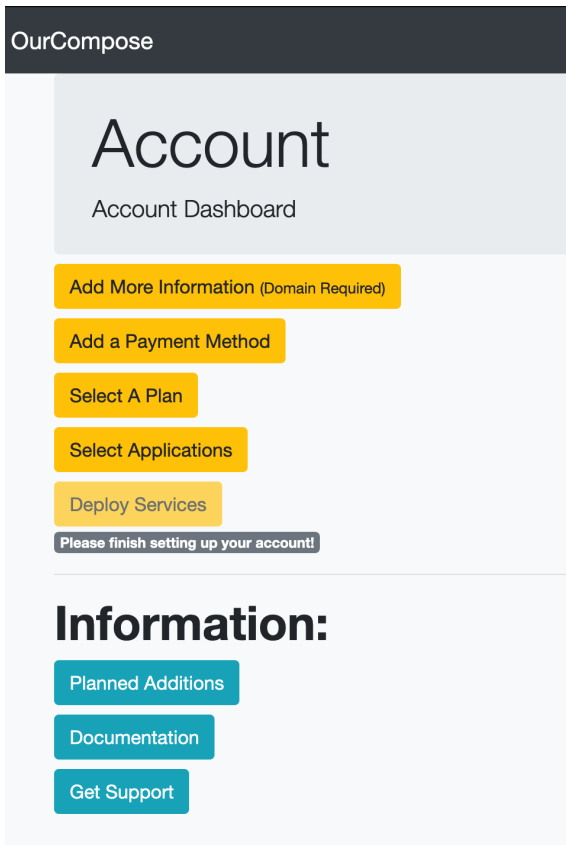 OurCompose
Account
Account Dashboard
Add More Information (Domain Required)
Add a Payment Method
Select A Plan
Select Applications
Deploy Services
Please finish setting up your account!
Information:
Planned Additions
Documentation
Get Support